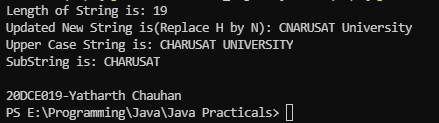 Length of String is: 19
Updated New String is(Replace H by N): CNARUSAT University
Upper Case String is: CHARUSAT UNIVERSITY
SubString is: CHARUSAT
20DCE019-Yatharth Chauhan
PS E:\Programming\Java\Java Practicals>